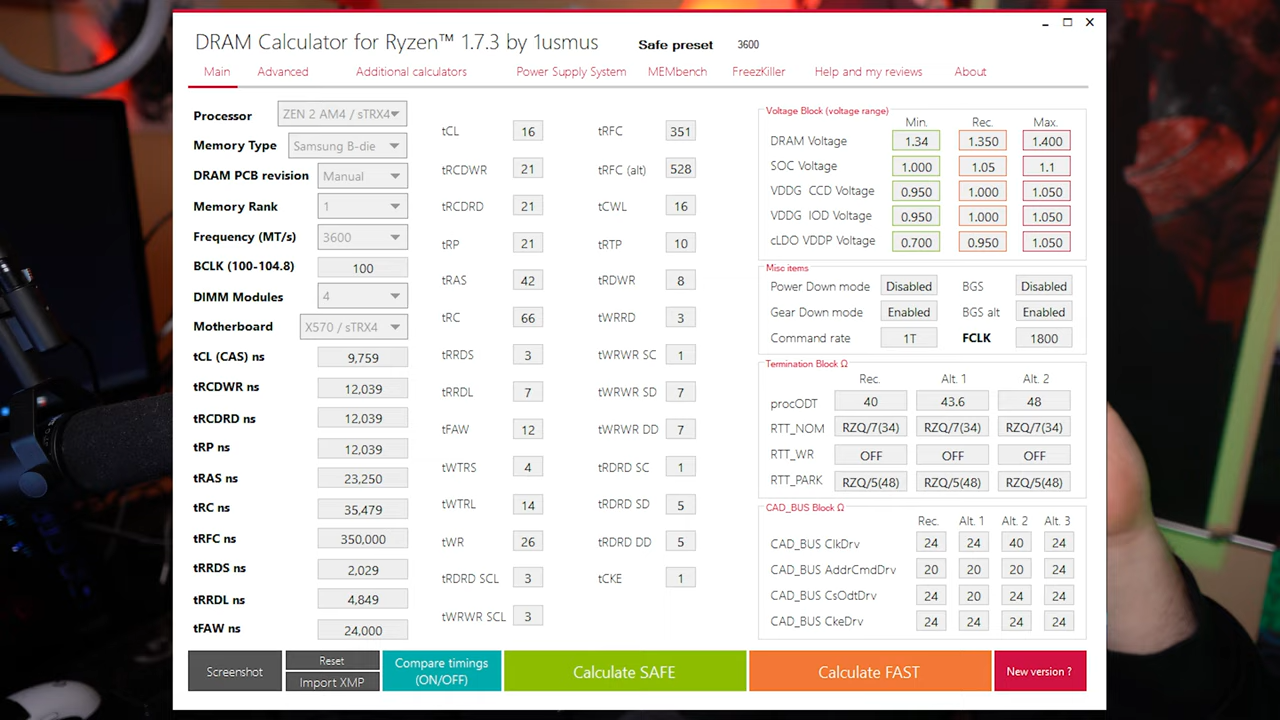 DRAM Calculator for Ryzen™ 1.7.3 by 1usmus Safe preset 3600
Main Advanced Additional calculators Power Supply System MEMbench FreezKiller Help and my reviews About
Processor ZEN 2 AM4 / sTRX4
Memory Type Samsung B-die
DRAM PCB revision Manual
Memory Rank 1
Frequency (MT/s) 3600
BCLK (100-104.8) 100
DIMM Modules 4
Motherboard X570 / sTRX4
tCL (CAS) ns 9,759
tRCDWR ns 12,039
tRCDRD ns 12,039
tRP ns 12,039
tRAS ns 23,250
tRC ns 35,479
tRFC ns 350,000
tRRDS ns 2,029
tRRDL ns 4,849
tFAW ns 24,000
tCL 16
tRCDWR 21
tRCDRD 21
tRP 21
tRAS 42
tRC 66
tRRDS 3
tRRDL 7
tFAW 12
tWTRS 4
tWTRL 14
tWR 26
tRDRD SCL 3
tWRWR SCL 3
tRFC 351
tRFC (alt) 528
tCWL 16
tRTP 10
tRDWR 8
tWRRD 3
tWRWR SC 1
tWRWR SD 7
tWRWR DD 7
tRDRD SC 1
tRDRD SD 5
tRDRD DD 5
tCKE 1
Voltage Block (voltage range)
Min. Rec. Max.
DRAM Voltage 1.34 1.350 1.400
SOC Voltage 1.000 1.05 1.1
VDDG CCD Voltage 0.950 1.000 1.050
VDDG IOD Voltage 0.950 1.000 1.050
cLDO VDDP Voltage 0.700 0.950 1.050
Misc items
Power Down mode Disabled BGS Disabled
Gear Down mode Enabled BGS alt Enabled
Command rate 1T FCLK 1800
Termination Block Ω
Rec. Alt. 1 Alt. 2
procODT 40 43.6 48
RTT_NOM RZQ/7(34) RZQ/7(34) RZQ/7(34)
RTT_WR OFF OFF OFF
RTT_PARK RZQ/5(48) RZQ/5(48) RZQ/5(48)
CAD_BUS Block Ω
Rec. Alt. 1 Alt. 2 Alt. 3
CAD_BUS ClkDrv 24 24 40 24
CAD_BUS AddrCmdDrv 20 20 24 24
CAD_BUS CsOdtDrv 24 20 24 24
CAD_BUS CkeDrv 24 24 24 24
Screenshot
Reset
Import XMP
Compare timings
(ON/OFF)
Calculate SAFE
Calculate FAST
New version ?